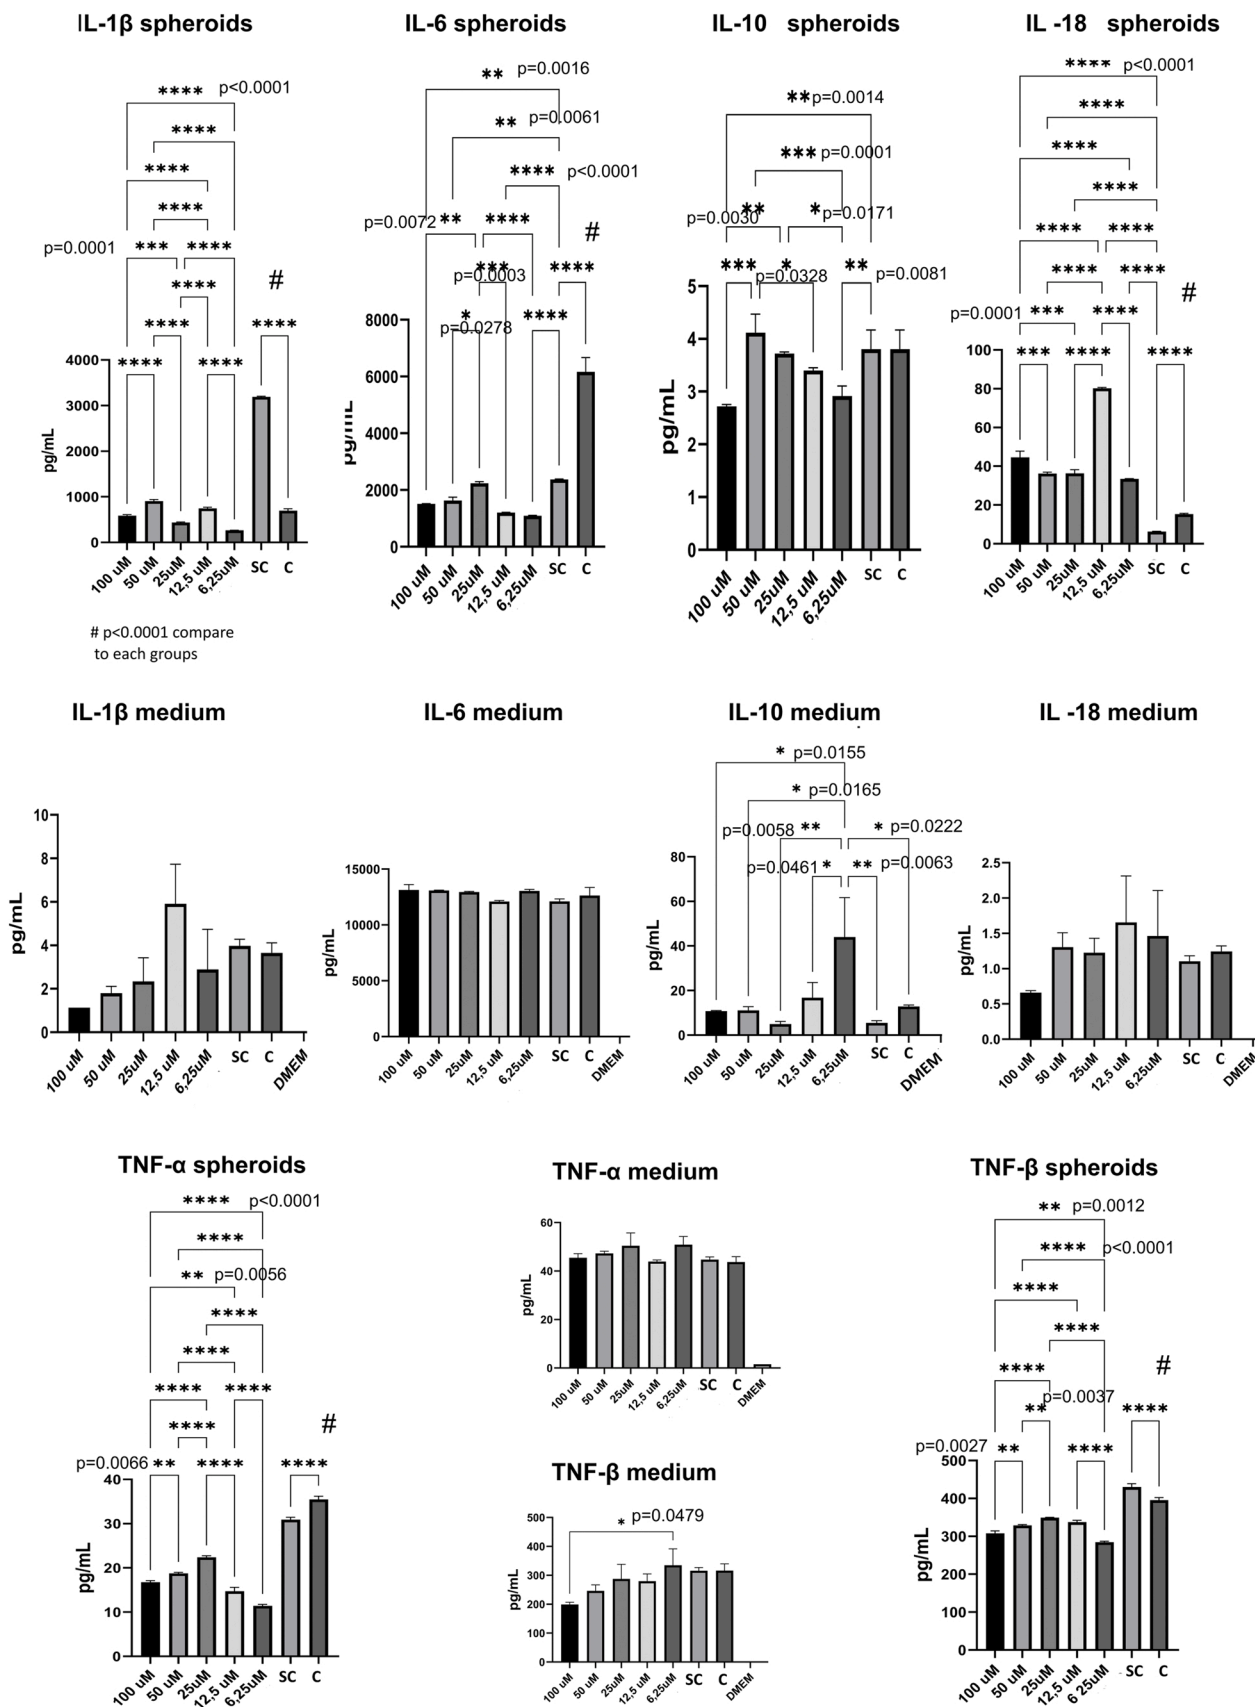 IL-1β spheroids
**** p<0.0001
****
****
****
p=0.0001 *** ****
****
#
**** ****
**** ****
4000
3000
2000
1000
0
pg/mL
100 uM 50 uM 25uM 12,5 uM 6,25uM SC C
# p<0.0001 compare
to each groups
IL-6 spheroids
** p=0.0016
** p=0.0061
**** p<0.0001
p=0.0072 ** ****
#
*** ****
p=0.0003
* ****
p=0.0278
8000
6000
4000
2000
0
pg/mL
100 uM 50 uM 25uM 12,5 uM 6,25uM SC C
IL-10 spheroids
** p=0.0014
*** p=0.0001
p=0.0030 ** * p=0.0171
*** * p=0.0328 ** p=0.0081
5
4
3
2
1
0
pg/mL
100 uM 50 uM 25uM 12,5 uM 6,25uM SC C
IL -18 spheroids
**** p<0.0001
****
****
****
**** ****
**** ****
#
p=0.0001 *** ****
*** **** ****
100
80
60
40
20
0
pg/mL
100 uM 50 uM 25uM 12,5 uM 6,25uM SC C
IL-1β medium
10
8
6
4
2
0
pg/mL
100 uM 50 uM 25uM 12,5 uM 6,25uM SC C DMEM
IL-6 medium
15000
10000
5000
0
pg/mL
100 uM 50 uM 25uM 12,5 uM 6,25uM SC C DMEM
IL-10 medium
* p=0.0155
* p=0.0165
p=0.0058 ** * p=0.0222
p=0.0461 * ** p=0.0063
80
60
40
20
0
pg/mL
100 uM 50 uM 25uM 12,5 uM 6,25uM SC C DMEM
IL -18 medium
2.5
2.0
1.5
1.0
0.5
0.0
pg/mL
100 uM 50 uM 25uM 12,5 uM 6,25uM SC C DMEM
TNF-α spheroids
**** p<0.0001
****
** p=0.0056
****
****
**** ****
****
#
p=0.0066 ** **** ****
40
30
20
10
0
pg/mL
100 uM 50 uM 25uM 12,5 uM 6,25uM SC C
TNF-α medium
60
40
20
0
pg/mL
100 uM 50 uM 25uM 12,5 uM 6,25uM SC C DMEM
TNF-β medium
* p=0.0479
500
400
300
200
100
0
pg/mL
100 uM 50 uM 25uM 12,5 uM 6,25uM SC C DMEM
TNF-β spheroids
** p=0.0012
**** p<0.0001
****
****
****
#
p=0.0037
** ****
p=0.0027 ** ****
500
400
300
200
100
0
pg/mL
100 uM 50 uM 25uM 12,5 uM 6,25uM SC C